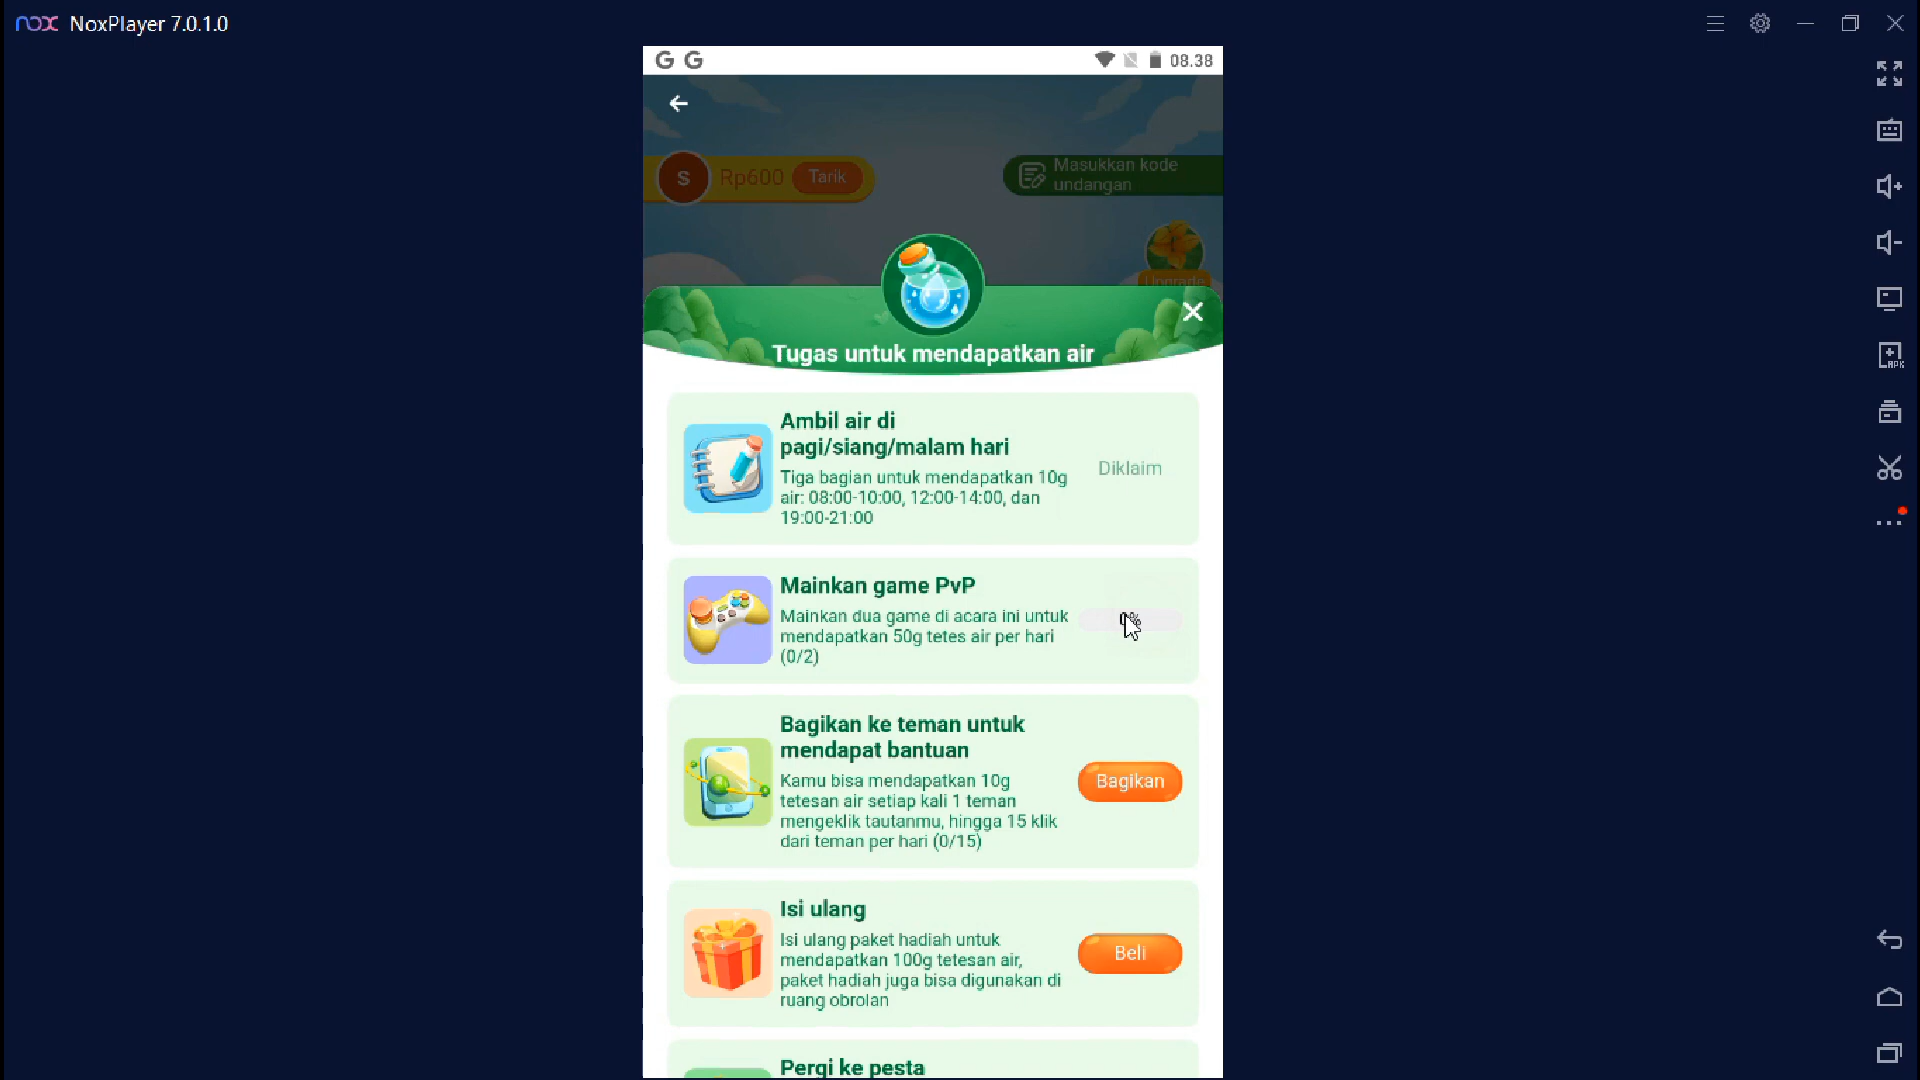 nox NoxPlayer 7.0.1.0
G G 08.38
S Rp600 Tarik
Masukkan kode
undangan
Upgrade
Tugas untuk mendapatkan air
Ambil air di
pagi/siang/malam hari
Tiga bagian untuk mendapatkan 10g
air: 08:00-10:00, 12:00-14:00, dan
19:00-21:00
Diklaim
Mainkan game PvP
Mainkan dua game di acara ini untuk
mendapatkan 50g tetes air per hari
(0/2)
Bagikan ke teman untuk
mendapat bantuan
Kamu bisa mendapatkan 10g
tetesan air setiap kali 1 teman
mengeklik tautanmu, hingga 15 klik
dari teman per hari (0/15)
Bagikan
Isi ulang
Isi ulang paket hadiah untuk
mendapatkan 100g tetesan air,
paket hadiah juga bisa digunakan di
ruang obrolan
Beli
Pergi ke pesta
APK